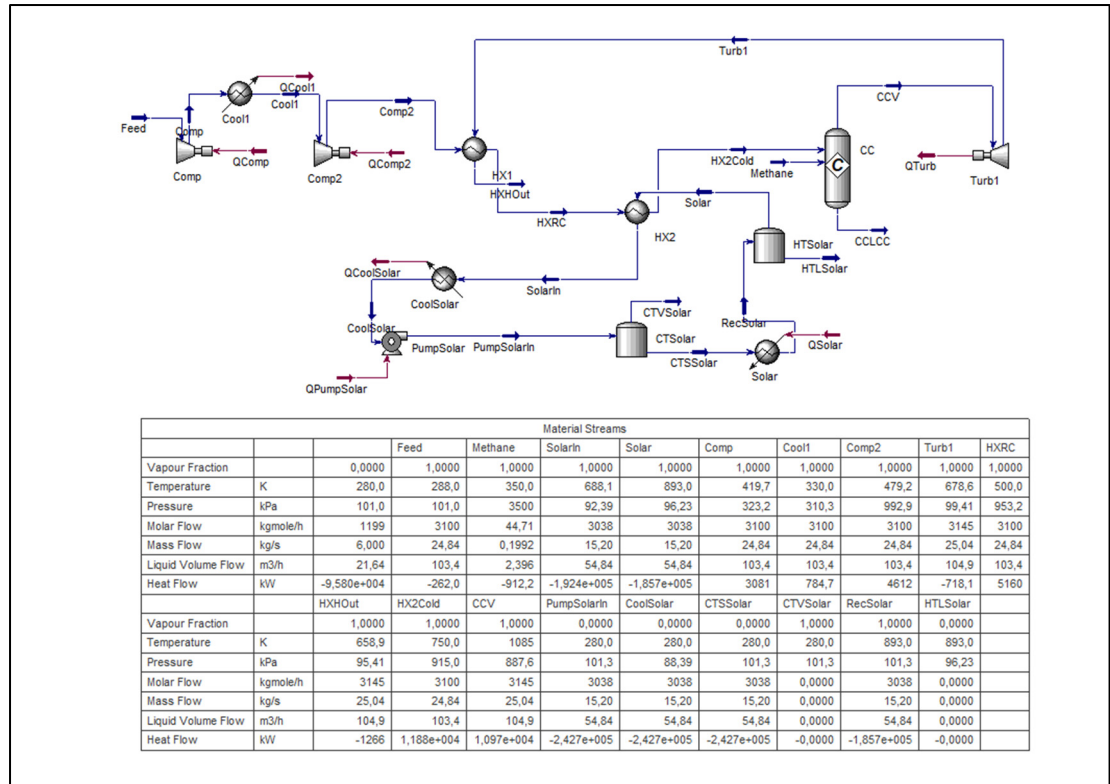 Turb1
QCool1
Cool1
Cool1
CCV
Comp2
Feed
Comp
QComp
Comp
QComp2
Comp2
HX1
HXHOut
HX2Cold
Methane
C
CC
QTurb
Turb1
Solar
HXRC
HX2
HTSolar
CCLCC
HTLSolar
QCoolSolar
CoolSolar
SolarIn
CTVSolar
RecSolar
CoolSolar
PumpSolar
PumpSolarIn
CTSolar
QSolar
CTSSolar
Solar
QPumpSolar
Material Streams
Feed Methane SolarIn Solar Comp Cool1 Comp2 Turb1 HXRC
Vapour Fraction 0,0000 1,0000 1,0000 1,0000 1,0000 1,0000 1,0000 1,0000 1,0000 1,0000
Temperature K 280,0 288,0 350,0 688,1 893,0 419,7 330,0 479,2 678,6 500,0
Pressure kPa 101,0 101,0 3500 92,39 96,23 323,2 310,3 992,9 99,41 953,2
Molar Flow kgmole/h 1199 3100 44,71 3038 3038 3100 3100 3100 3145 3100
Mass Flow kg/s 6,000 24,84 0,1992 15,20 15,20 24,84 24,84 24,84 25,04 24,84
Liquid Volume Flow m3/h 21,64 103,4 2,396 54,84 54,84 103,4 103,4 103,4 104,9 103,4
Heat Flow kW -9,580e+004 -262,0 -912,2 -1,924e+005 -1,857e+005 3081 784,7 4612 -718,1 5160
HXHOut HX2Cold CCV PumpSolarIn CoolSolar CTSSolar CTVSolar RecSolar HTLSolar
Vapour Fraction 1,0000 1,0000 1,0000 0,0000 0,0000 0,0000 1,0000 1,0000 0,0000
Temperature K 658,9 750,0 1085 280,0 280,0 280,0 280,0 893,0 893,0
Pressure kPa 95,41 915,0 887,6 101,3 88,39 101,3 101,3 101,3 96,23
Molar Flow kgmole/h 3145 3100 3145 3038 3038 3038 0,0000 3038 0,0000
Mass Flow kg/s 25,04 24,84 25,04 15,20 15,20 15,20 0,0000 15,20 0,0000
Liquid Volume Flow m3/h 104,9 103,4 104,9 54,84 54,84 54,84 0,0000 54,84 0,0000
Heat Flow kW -1266 1,188e+004 1,097e+004 -2,427e+005 -2,427e+005 -2,427e+005 -0,0000 -1,857e+005 -0,0000